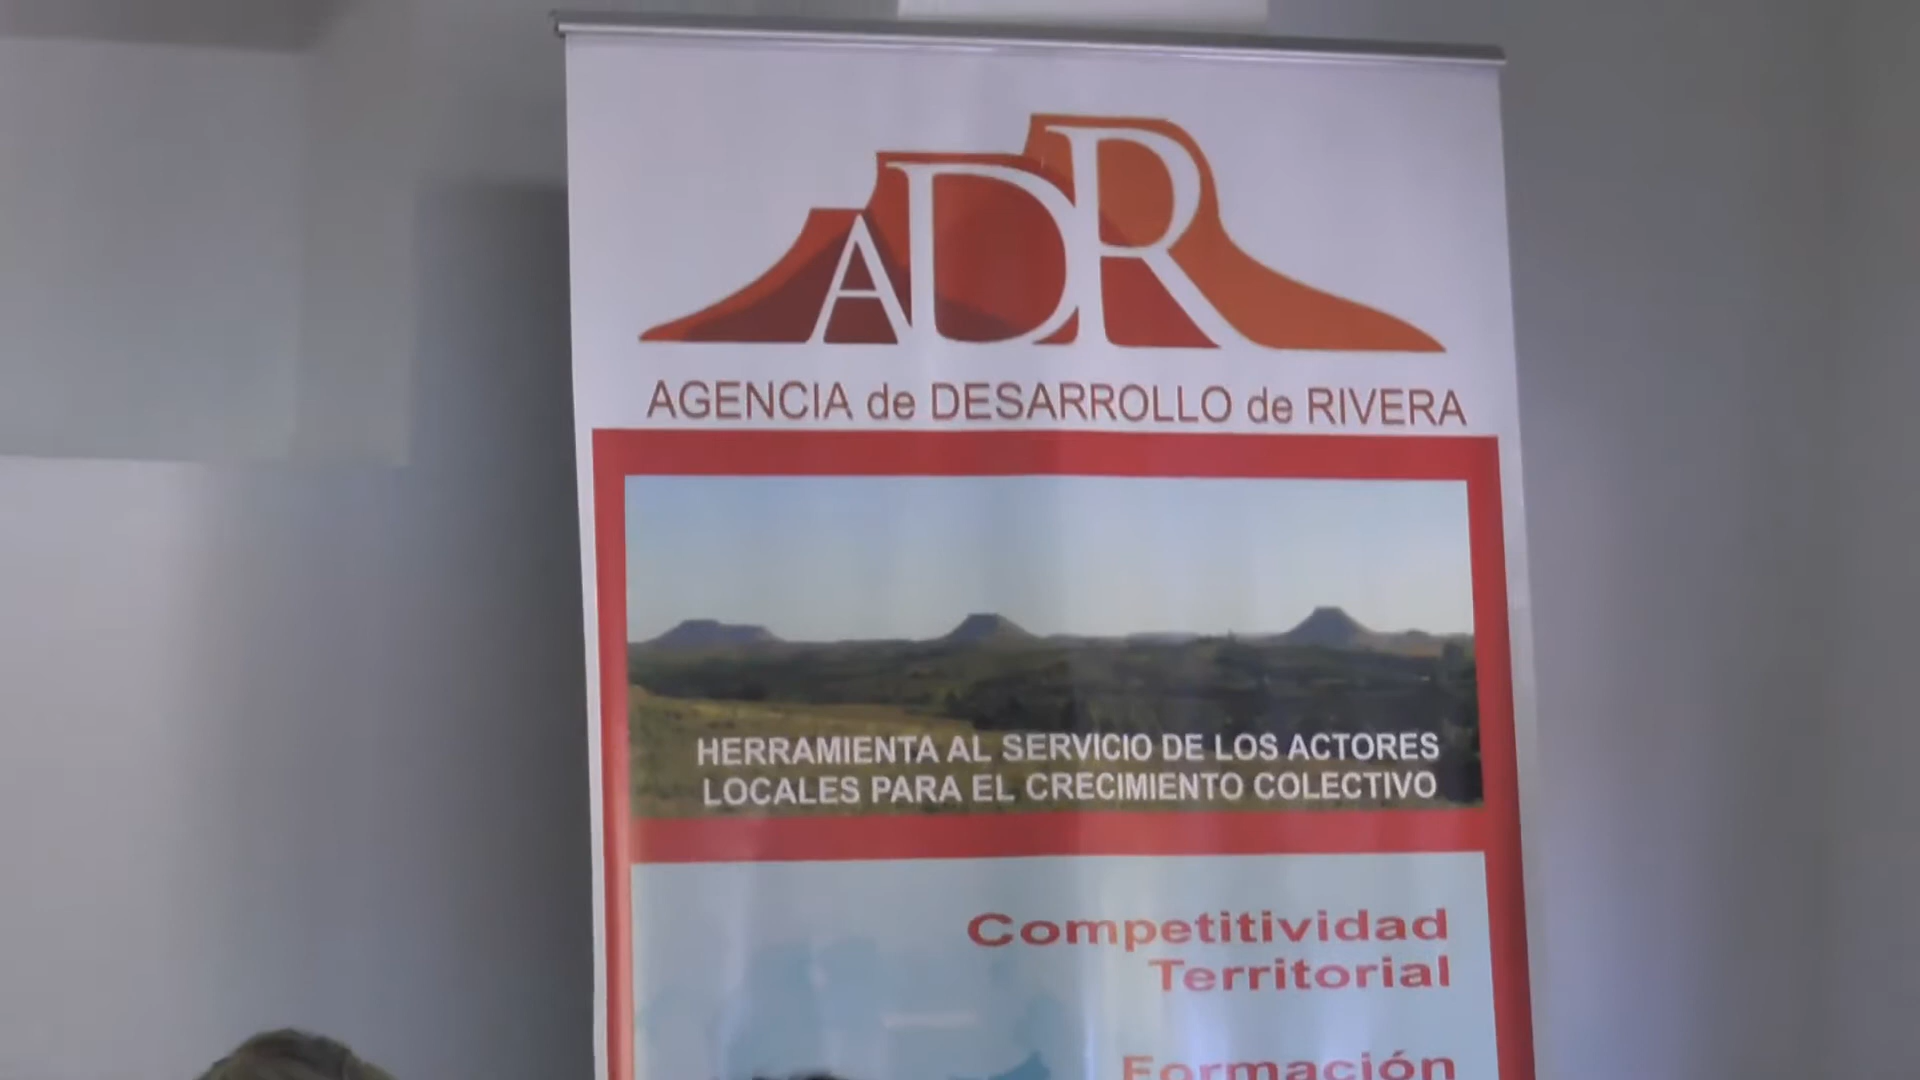 ADR
AGENCIA de DESARROLLO de RIVERA
HERRAMIENTA AL SERVICIO DE LOS ACTORES
LOCALES PARA EL CRECIMIENTO COLECTIVO
Competitividad
Territorial
Formación